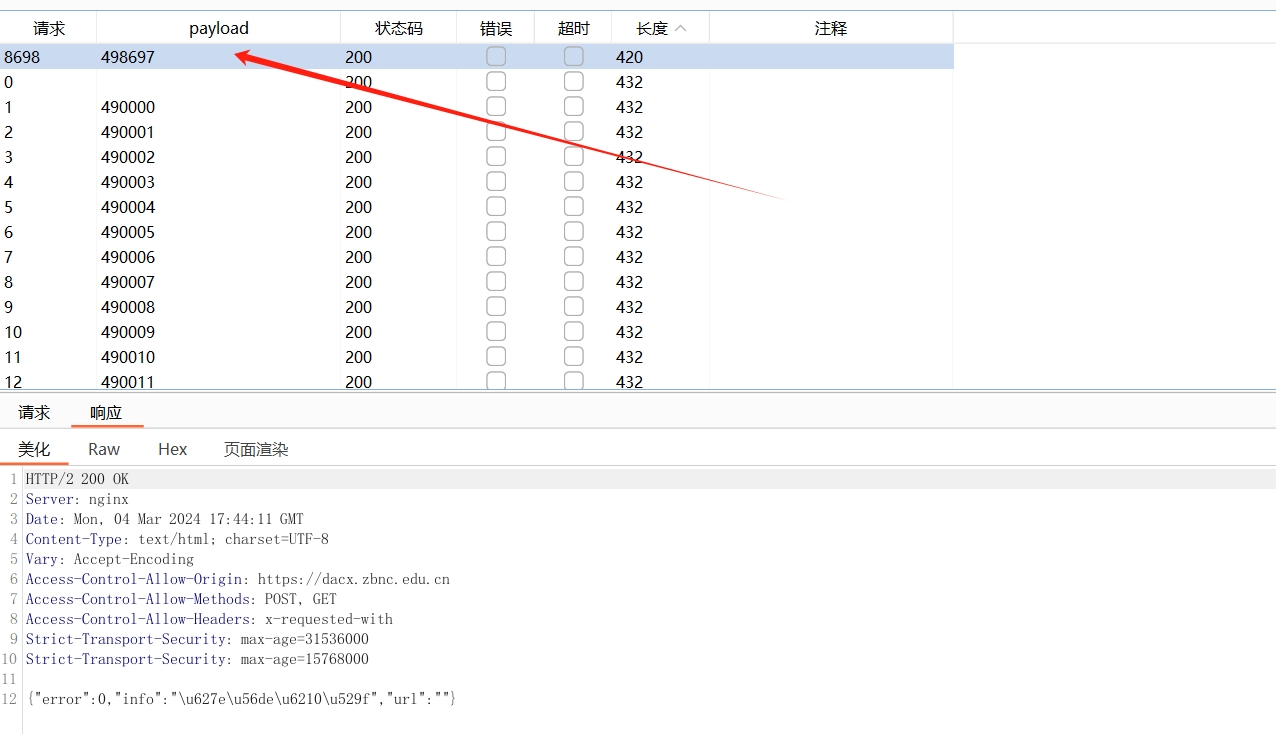 请求 payload 状态码 错误 超时 长度 注释
8698 498697 200 420
0 200 432
1 490000 200 432
2 490001 200 432
3 490002 200 432
4 490003 200 432
5 490004 200 432
6 490005 200 432
7 490006 200 432
8 490007 200 432
9 490008 200 432
10 490009 200 432
11 490010 200 432
12 490011 200 432
请求 响应
美化 Raw Hex 页面渲染
1 HTTP/2 200 OK
2 Server: nginx
3 Date: Mon, 04 Mar 2024 17:44:11 GMT
4 Content-Type: text/html; charset=UTF-8
5 Vary: Accept-Encoding
6 Access-Control-Allow-Origin: https://dacx.zbnc.edu.cn
7 Access-Control-Allow-Methods: POST, GET
8 Access-Control-Allow-Headers: x-requested-with
9 Strict-Transport-Security: max-age=31536000
10 Strict-Transport-Security: max-age=15768000
11
12 {"error":0,"info":"\u627e\u56de\u6210\u529f","url":""}